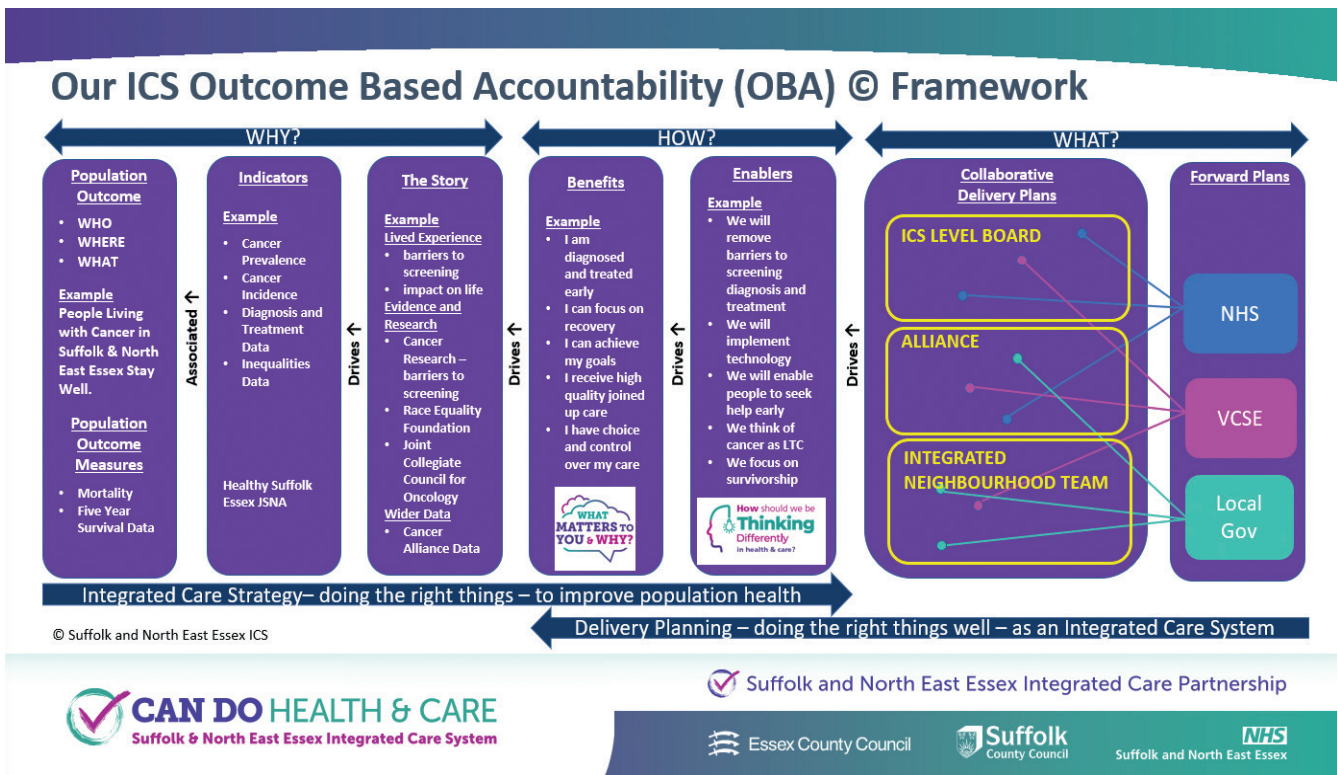 Our ICS Outcome Based Accountability (OBA) © Framework
WHY?
HOW?
WHAT?
Population
Outcome
• WHO
• WHERE
• WHAT
Example
People Living
with Cancer in
Suffolk & North
East Essex Stay
Well.
Population
Outcome
Measures
• Mortality
• Five Year
Survival Data
Associated ↑
Indicators
Example
• Cancer
Prevalence
• Cancer
Incidence
• Diagnosis and
Treatment
Data
• Inequalities
Data
Healthy Suffolk
Essex JSNA
Drives ↑
The Story
Example
Lived Experience
• barriers to
screening
• impact on life
Evidence and
Research
• Cancer
Research –
barriers to
screening
• Race Equality
Foundation
• Joint
Collegiate
Council for
Oncology
Wider Data
• Cancer
Alliance Data
Drives ↑
Benefits
Example
• I am
diagnosed
and treated
early
• I can focus on
recovery
• I can achieve
my goals
• I receive high
quality joined
up care
• I have choice
and control
over my care
WHAT
MATTERS TO
YOU & WHY?
Drives ↑
Enablers
Example
• We will
remove
barriers to
screening
diagnosis and
treatment
• We will
implement
technology
• We will enable
people to seek
help early
• We think of
cancer as LTC
• We focus on
survivorship
How should we be
Thinking
Differently
in health & care?
Drives ↑
Collaborative
Delivery Plans
ICS LEVEL BOARD
ALLIANCE
INTEGRATED
NEIGHBOURHOOD TEAM
Forward Plans
NHS
VCSE
Local
Gov
Integrated Care Strategy– doing the right things – to improve population health
Delivery Planning – doing the right things well – as an Integrated Care System
© Suffolk and North East Essex ICS
CAN DO HEALTH & CARE
Suffolk & North East Essex Integrated Care System
Suffolk and North East Essex Integrated Care Partnership
Essex County Council
Suffolk
County Council
NHS
Suffolk and North East Essex